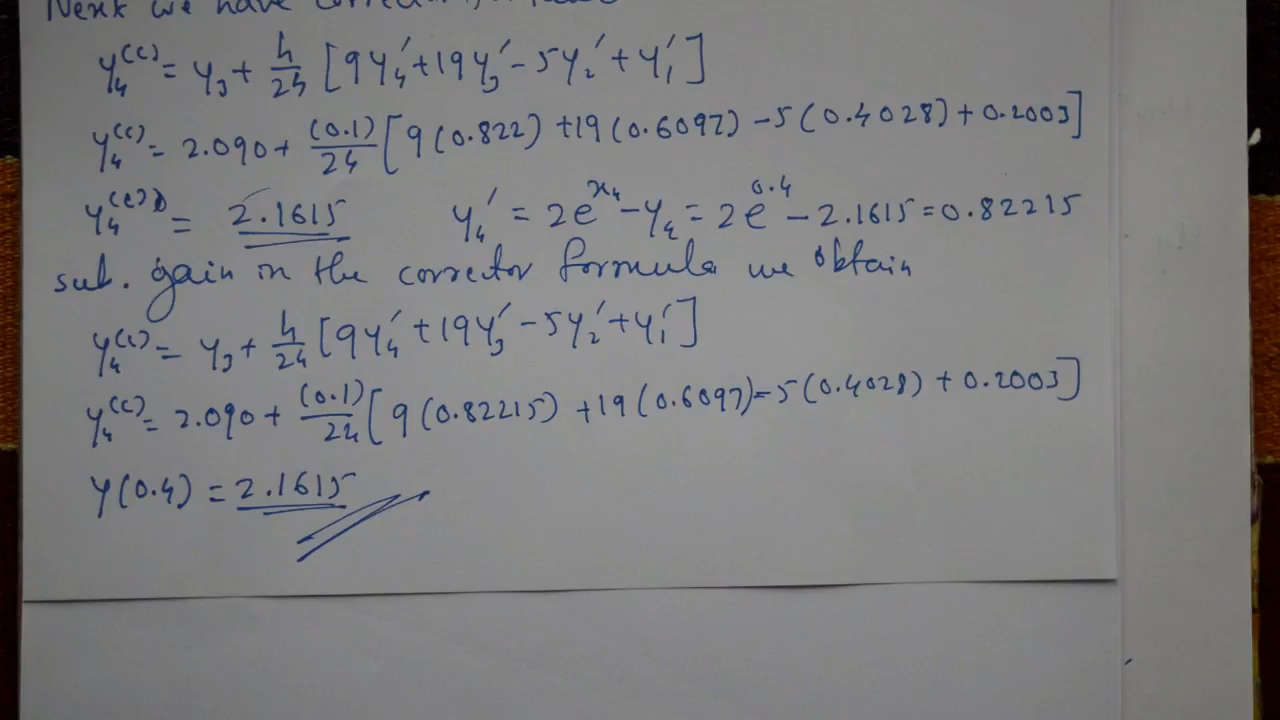 Next we have
y₄⁽ᶜ⁾ = y₃ + h/24 [9y₄′ + 19y₃′ − 5y₂′ + y₁′]
y₄⁽ᶜ⁾ = 2.090 + (0.1)/24 [9(0.822) + 19(0.6097) − 5(0.4028) + 0.2003]
y₄⁽ᶜ⁾ = 2.1615 y₄′ = 2e^x₄ − y₄ = 2e^0.4 − 2.1615 = 0.82215
sub. gain in the corrector formula we obtain
y₄⁽ᶜ⁾ = y₃ + h/24 [9y₄′ + 19y₃′ − 5y₂′ + y₁′]
y₄⁽ᶜ⁾ = 2.090 + (0.1)/24 [9(0.82215) + 19(0.6097) − 5(0.4028) + 0.2003]
y(0.4) = 2.1615